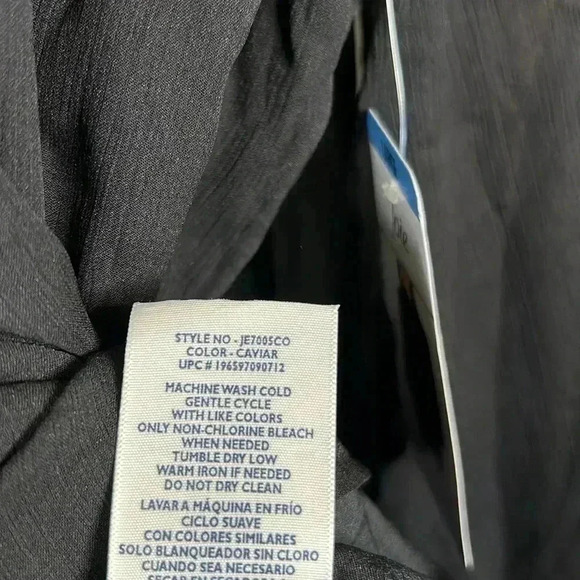 STYLE NO - JE7005CO
COLOR - CAVIAR
UPC # 196597090712
MACHINE WASH COLD
GENTLE CYCLE
WITH LIKE COLORS
ONLY NON-CHLORINE BLEACH
WHEN NEEDED
TUMBLE DRY LOW
WARM IRON IF NEEDED
DO NOT DRY CLEAN
LAVAR A MÁQUINA EN FRÍO
CICLO SUAVE
CON COLORES SIMILARES
SOLO BLANQUEADOR SIN CLORO
CUANDO SEA NECESARIO